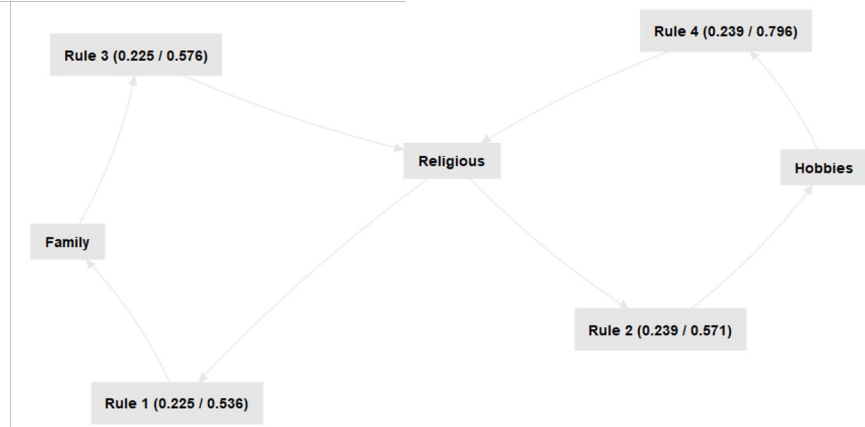 Rule 4 (0.239 / 0.796)
Rule 3 (0.225 / 0.576)
Religious
Hobbies
Family
Rule 2 (0.239 / 0.571)
Rule 1 (0.225 / 0.536)